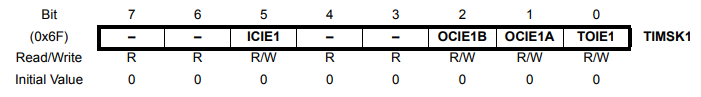 Bit 7 6 5 4 3 2 1 0
(0x6F) – – ICIE1 – – OCIE1B OCIE1A TOIE1 TIMSK1
Read/Write R R R/W R R R/W R/W R/W
Initial Value 0 0 0 0 0 0 0 0